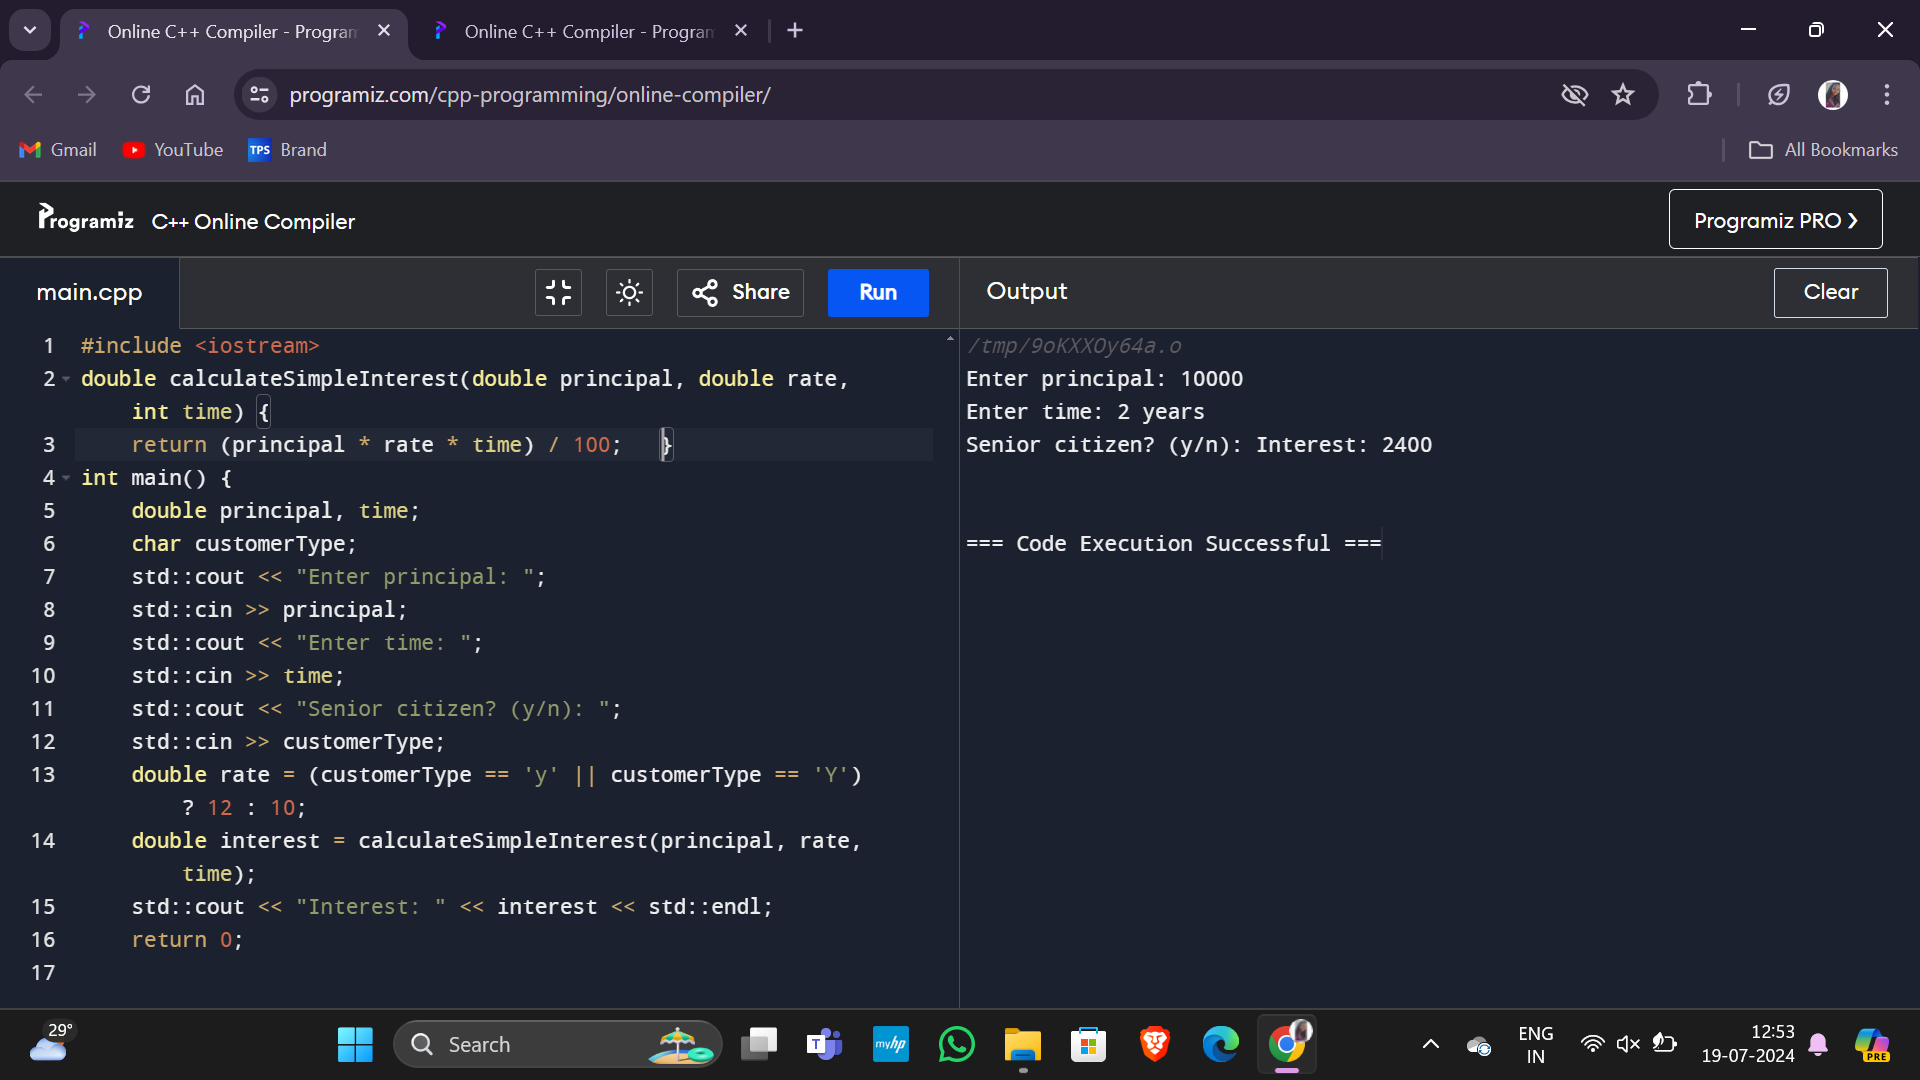 Online C++ Compiler - Program
Online C++ Compiler - Program
programiz.com/cpp-programming/online-compiler/
Gmail
YouTube
TPS Brand
All Bookmarks
Programiz C++ Online Compiler
Programiz PRO ❯
main.cpp
Share
Run
Output
Clear
1 #include <iostream>
2 double calculateSimpleInterest(double principal, double rate,
int time) {
3 return (principal * rate * time) / 100;   }
4 int main() {
5 double principal, time;
6 char customerType;
7 std::cout << "Enter principal: ";
8 std::cin >> principal;
9 std::cout << "Enter time: ";
10 std::cin >> time;
11 std::cout << "Senior citizen? (y/n): ";
12 std::cin >> customerType;
13 double rate = (customerType == 'y' || customerType == 'Y')
? 12 : 10;
14 double interest = calculateSimpleInterest(principal, rate,
time);
15 std::cout << "Interest: " << interest << std::endl;
16 return 0;
17
/tmp/9oKXXOy64a.o
Enter principal: 10000
Enter time: 2 years
Senior citizen? (y/n): Interest: 2400
=== Code Execution Successful ===
29°
Search
T
myhp
ENG
IN
12:53
19-07-2024
PRE